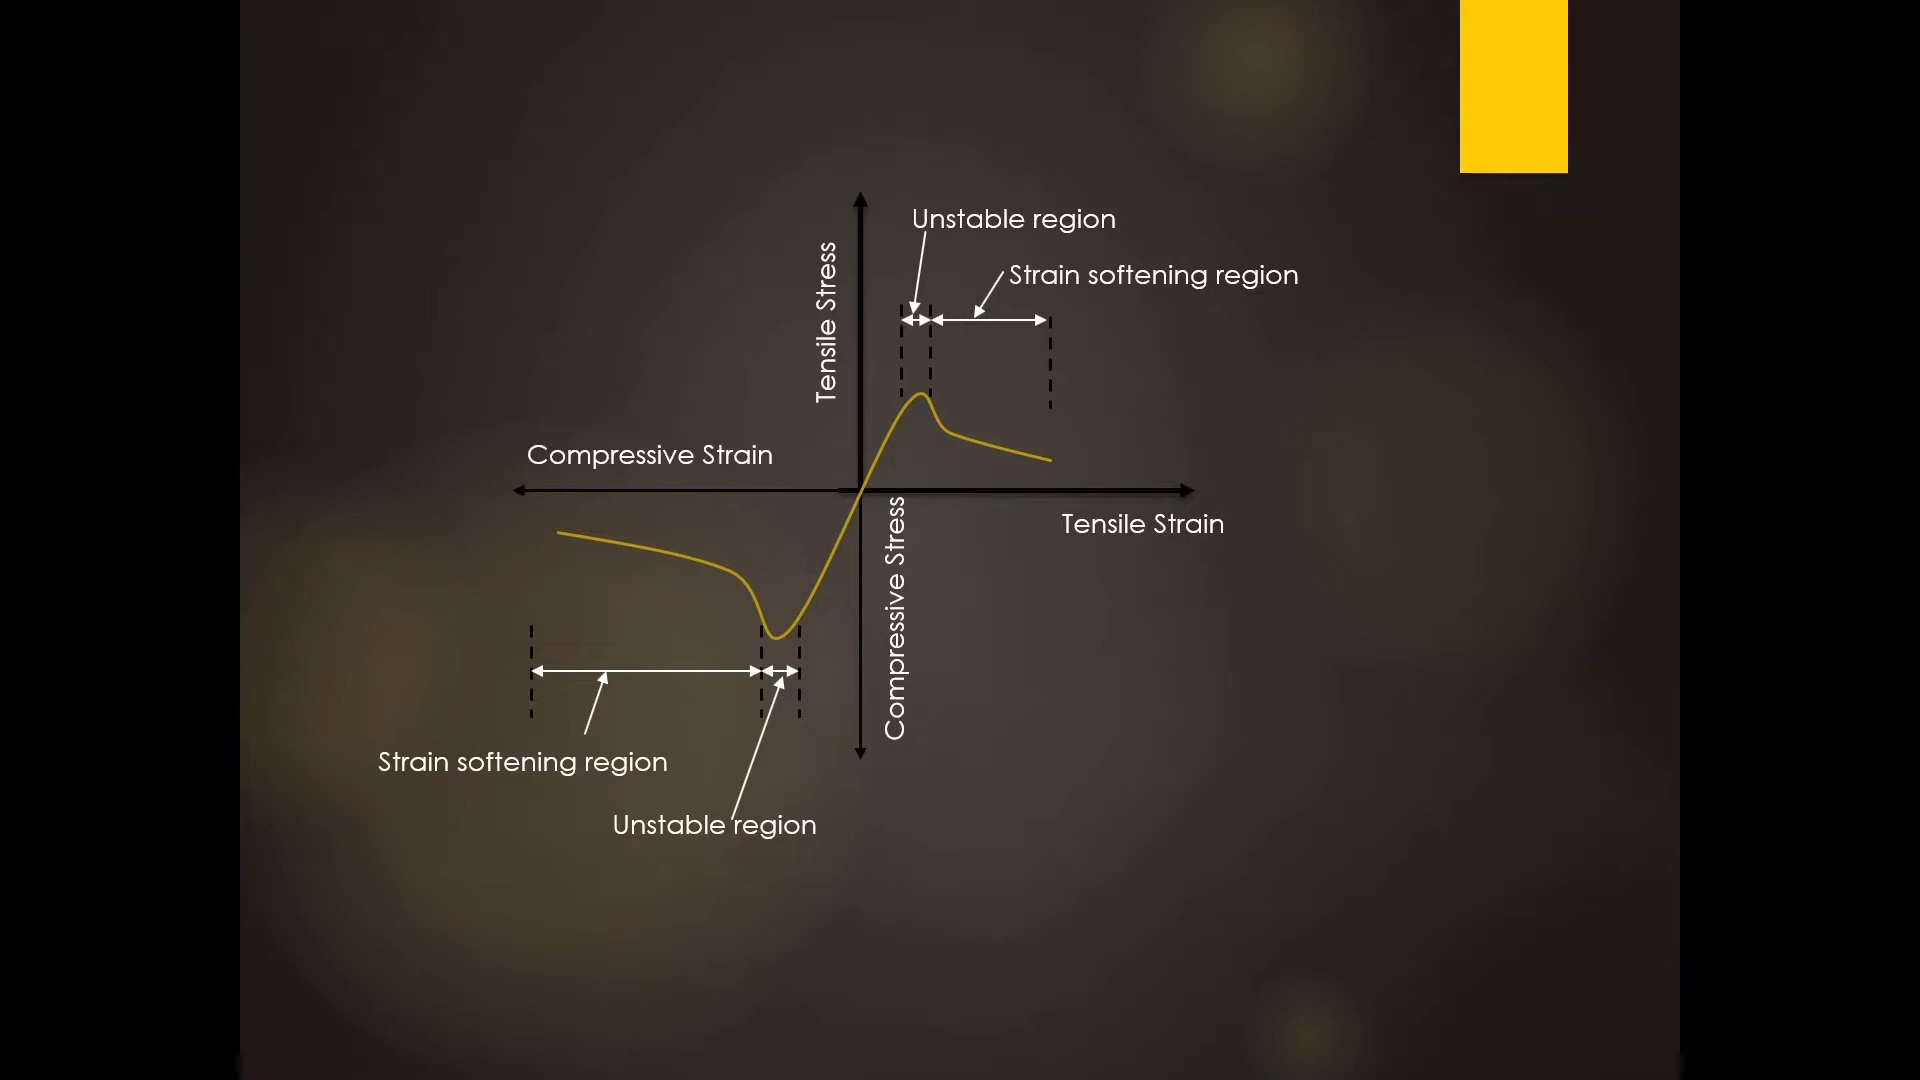 Unstable region
Strain softening region
Tensile Stress
Compressive Strain
Tensile Strain
Compressive Stress
Strain softening region
Unstable region